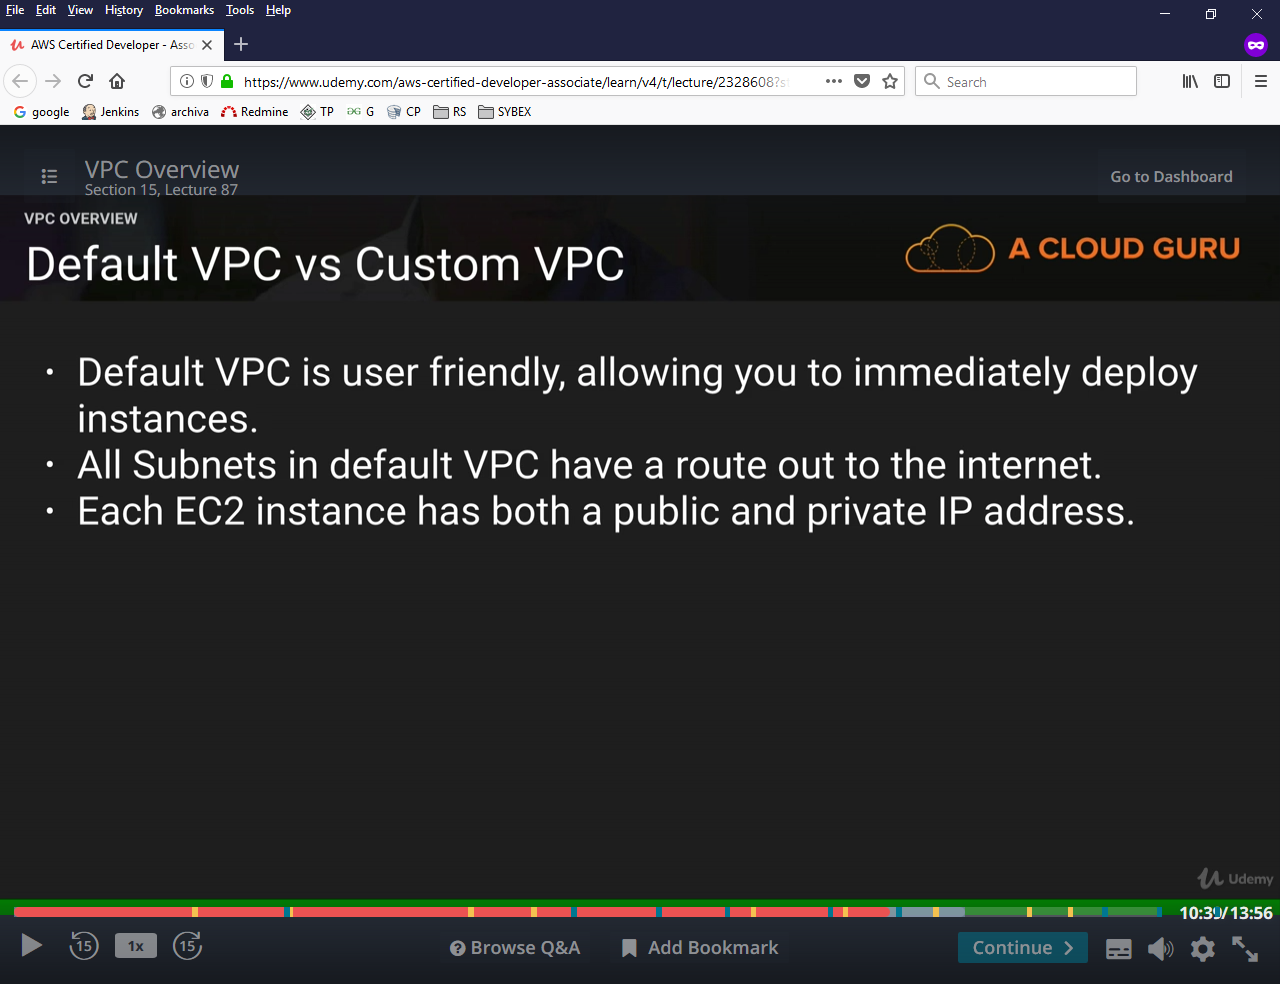 File Edit View History Bookmarks Tools Help
AWS Certified Developer - Asso
https://www.udemy.com/aws-certified-developer-associate/learn/v4/t/lecture/2328608?s
Search
google Jenkins archiva Redmine TP G CP RS SYBEX
VPC Overview
Section 15, Lecture 87
Go to Dashboard
VPC OVERVIEW
Default VPC vs Custom VPC
A CLOUD GURU
· Default VPC is user friendly, allowing you to immediately deploy
instances.
· All Subnets in default VPC have a route out to the internet.
· Each EC2 instance has both a public and private IP address.
Udemy
/13:56
15 1x 15 Browse Q&A Add Bookmark Continue